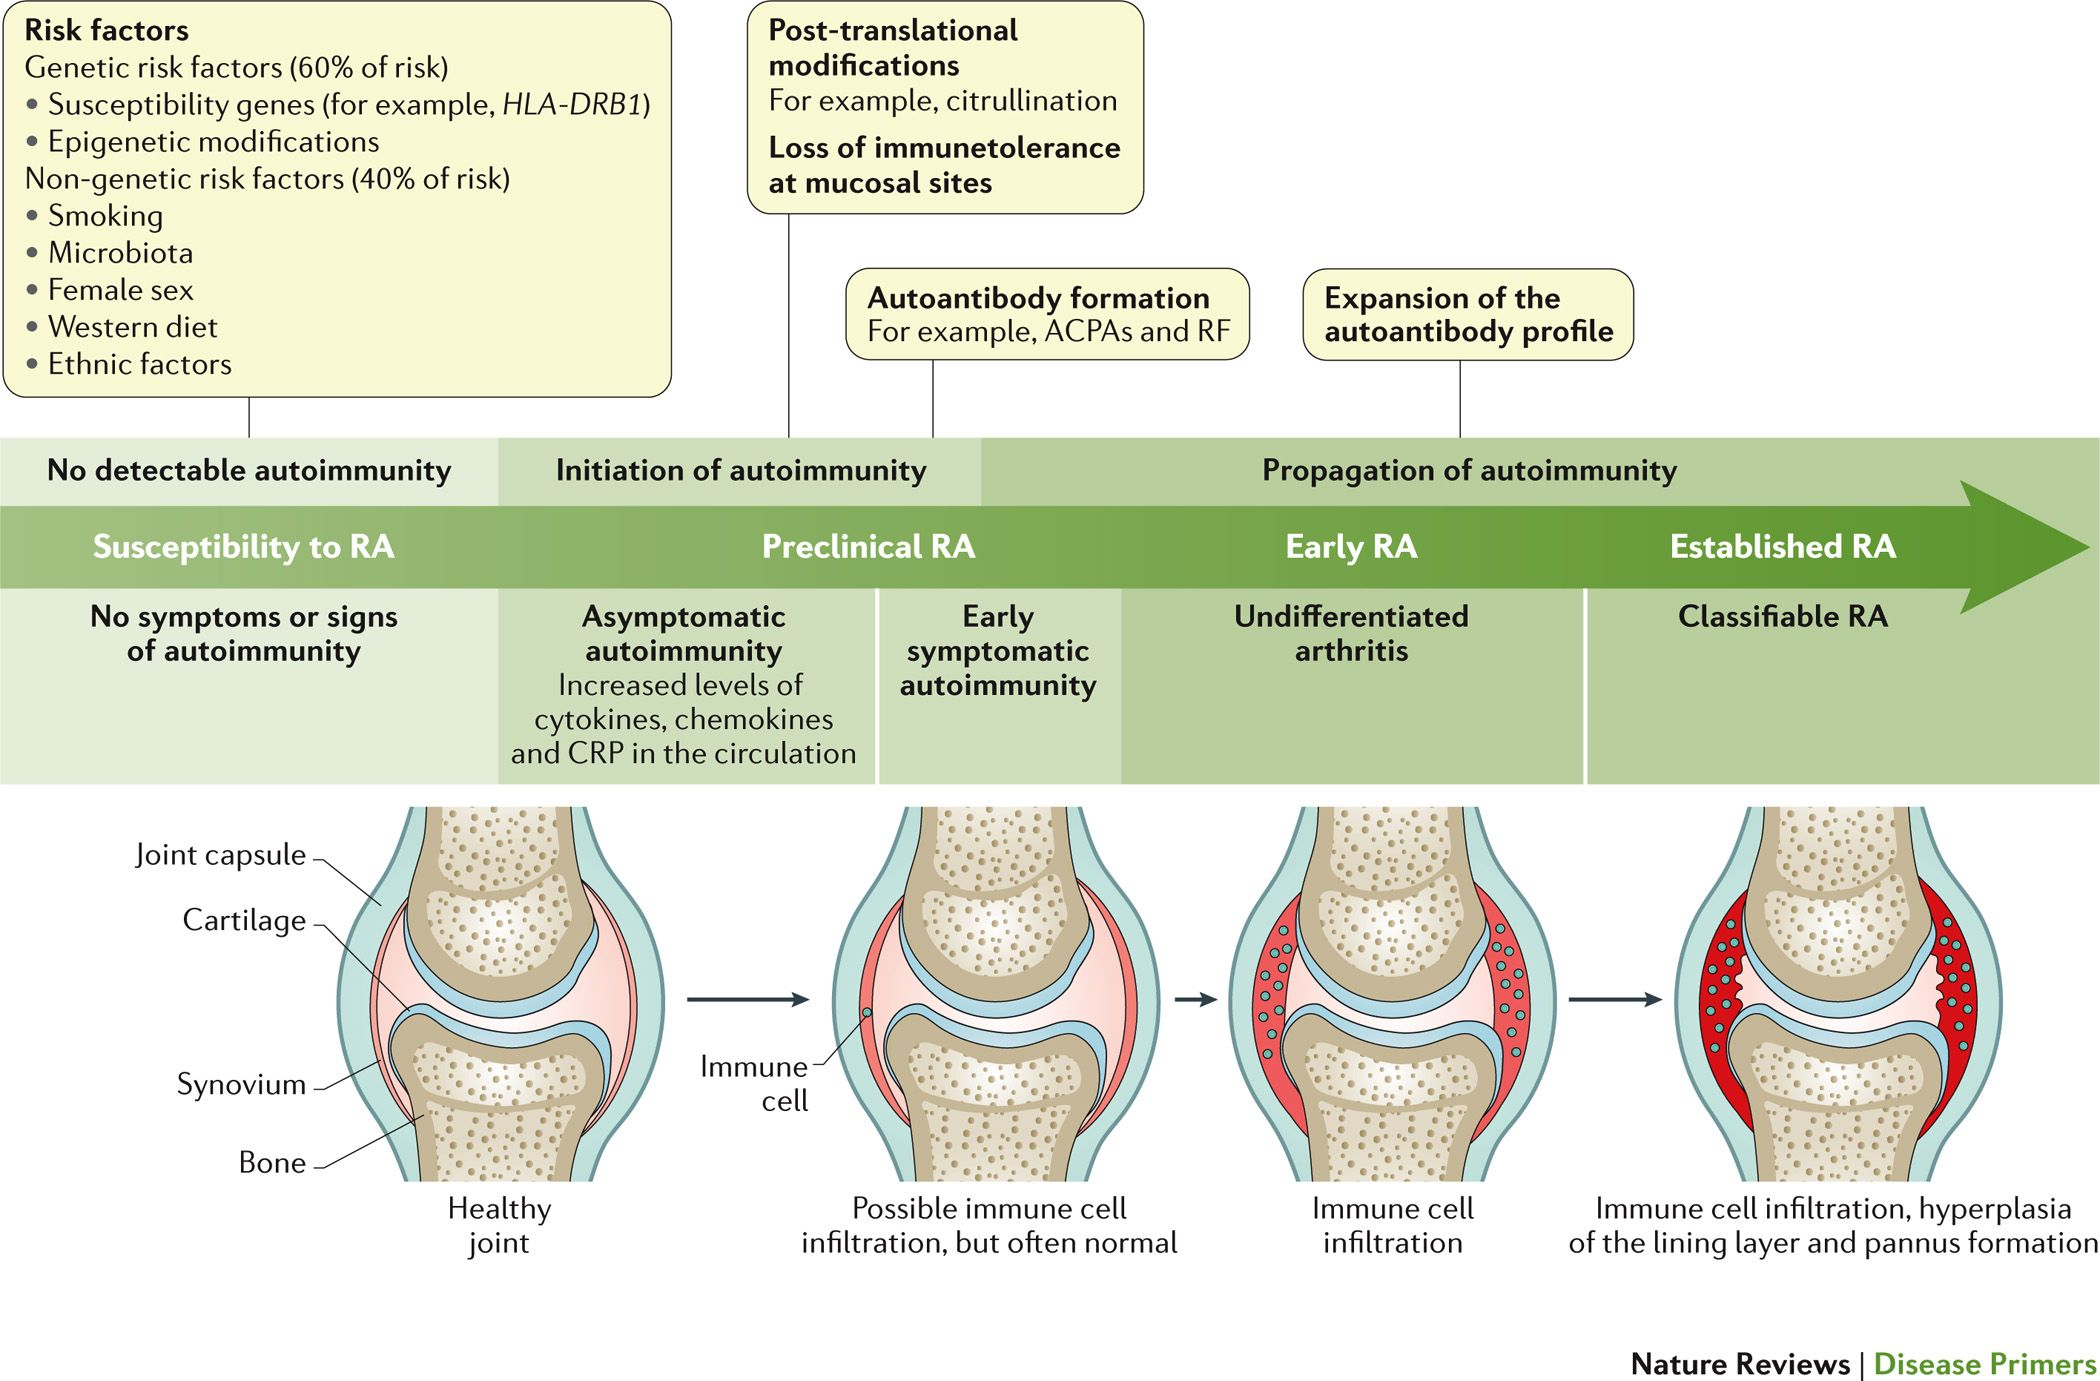 Risk factors
Genetic risk factors (60% of risk)
• Susceptibility genes (for example, HLA-DRB1)
• Epigenetic modifications
Non-genetic risk factors (40% of risk)
• Smoking
• Microbiota
• Female sex
• Western diet
• Ethnic factors
Post-translational
modifications
For example, citrullination
Loss of immunetolerance
at mucosal sites
Autoantibody formation
For example, ACPAs and RF
Expansion of the
autoantibody profile
No detectable autoimmunity
Initiation of autoimmunity
Propagation of autoimmunity
Susceptibility to RA
Preclinical RA
Early RA
Established RA
No symptoms or signs
of autoimmunity
Asymptomatic
autoimmunity
Increased levels of
cytokines, chemokines
and CRP in the circulation
Early
symptomatic
autoimmunity
Undifferentiated
arthritis
Classifiable RA
Joint capsule
Cartilage
Synovium
Bone
Immune
cell
Healthy
joint
Possible immune cell
infiltration, but often normal
Immune cell
infiltration
Immune cell infiltration, hyperplasia
of the lining layer and pannus formation
Nature Reviews | Disease Primers